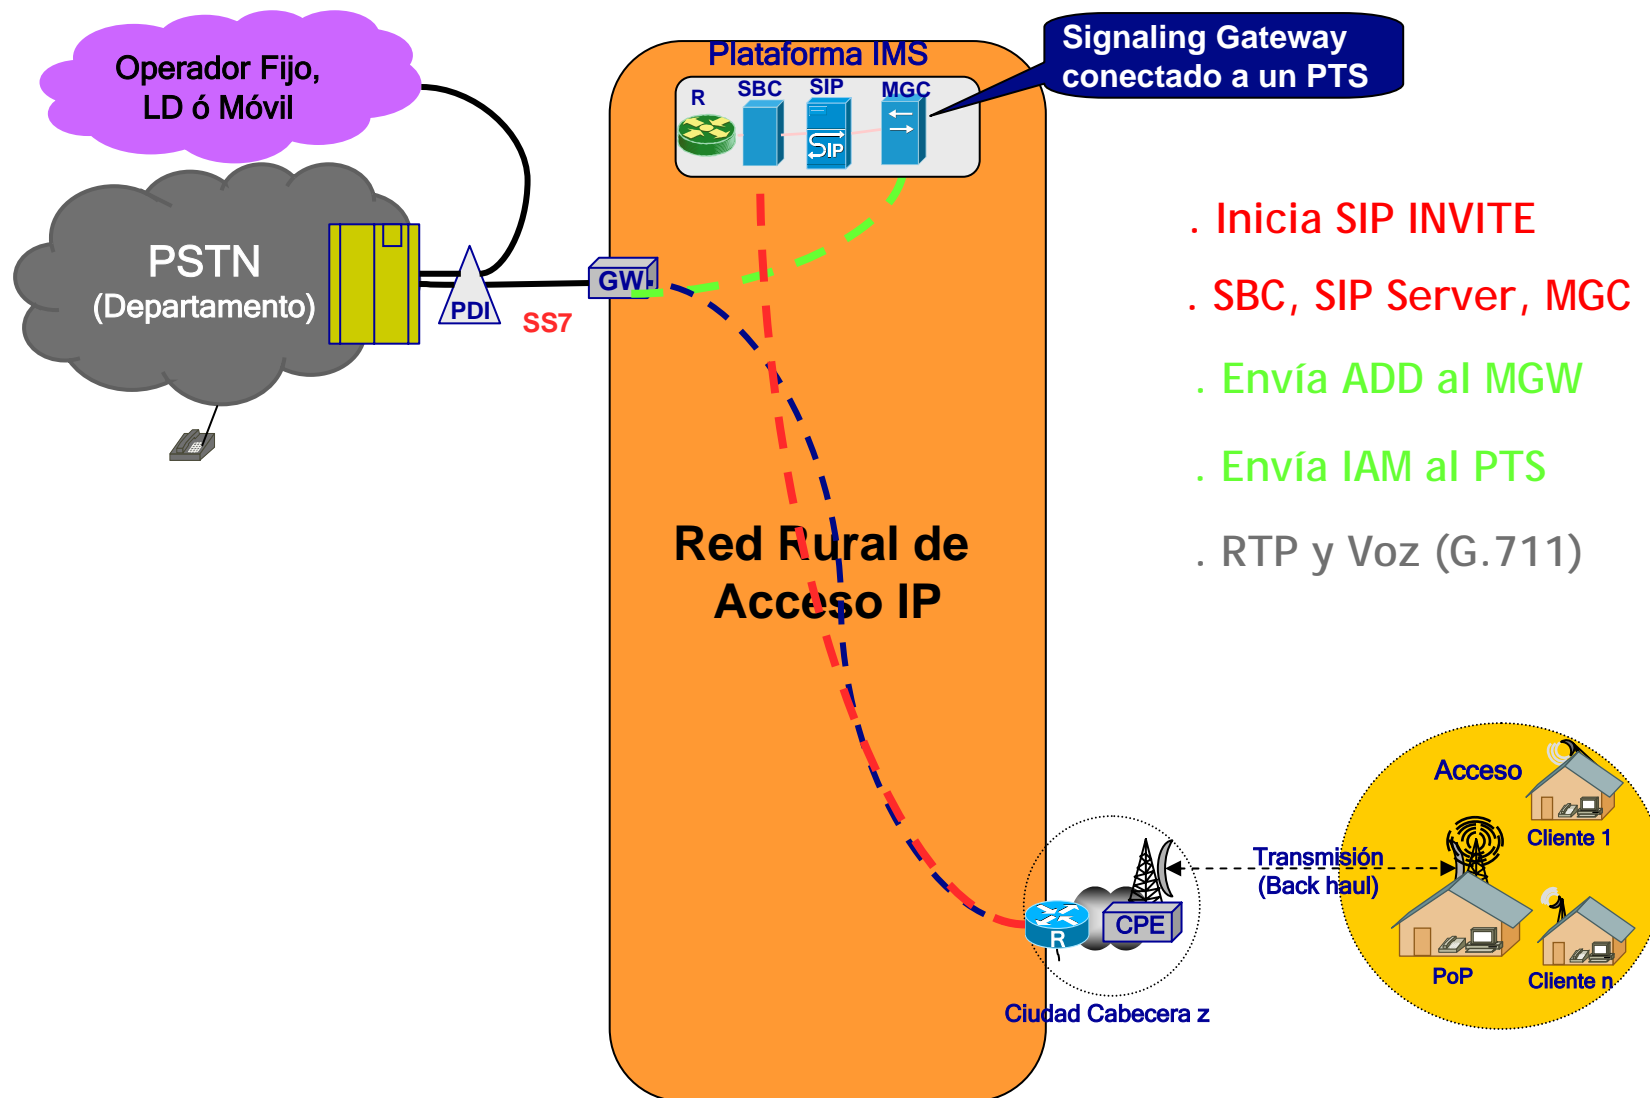 Operador Fijo,
LD ó Móvil
PSTN
(Departamento)
PDI
SS7
GW
Plataforma IMS
R
SBC
SIP
MGC
SIP
Signaling Gateway
conectado a un PTS
. Inicia SIP INVITE
. SBC, SIP Server, MGC
. Envía ADD al MGW
. Envía IAM al PTS
. RTP y Voz (G.711)
Red Rural de
Acceso IP
R
CPE
Ciudad Cabecera z
Transmisión
(Back haul)
Acceso
Cliente 1
PoP
Cliente n